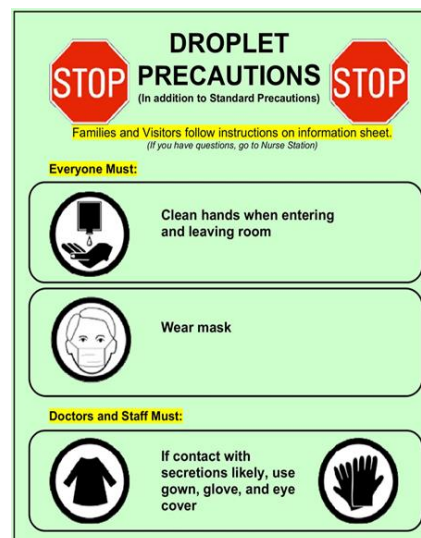 DROPLET
PRECAUTIONS
(In addition to Standard Precautions)
STOP
STOP
Families and Visitors follow instructions on information sheet.
(If you have questions, go to Nurse Station)
Everyone Must:
Clean hands when entering
and leaving room
Wear mask
Doctors and Staff Must:
If contact with
secretions likely, use
gown, glove, and eye
cover